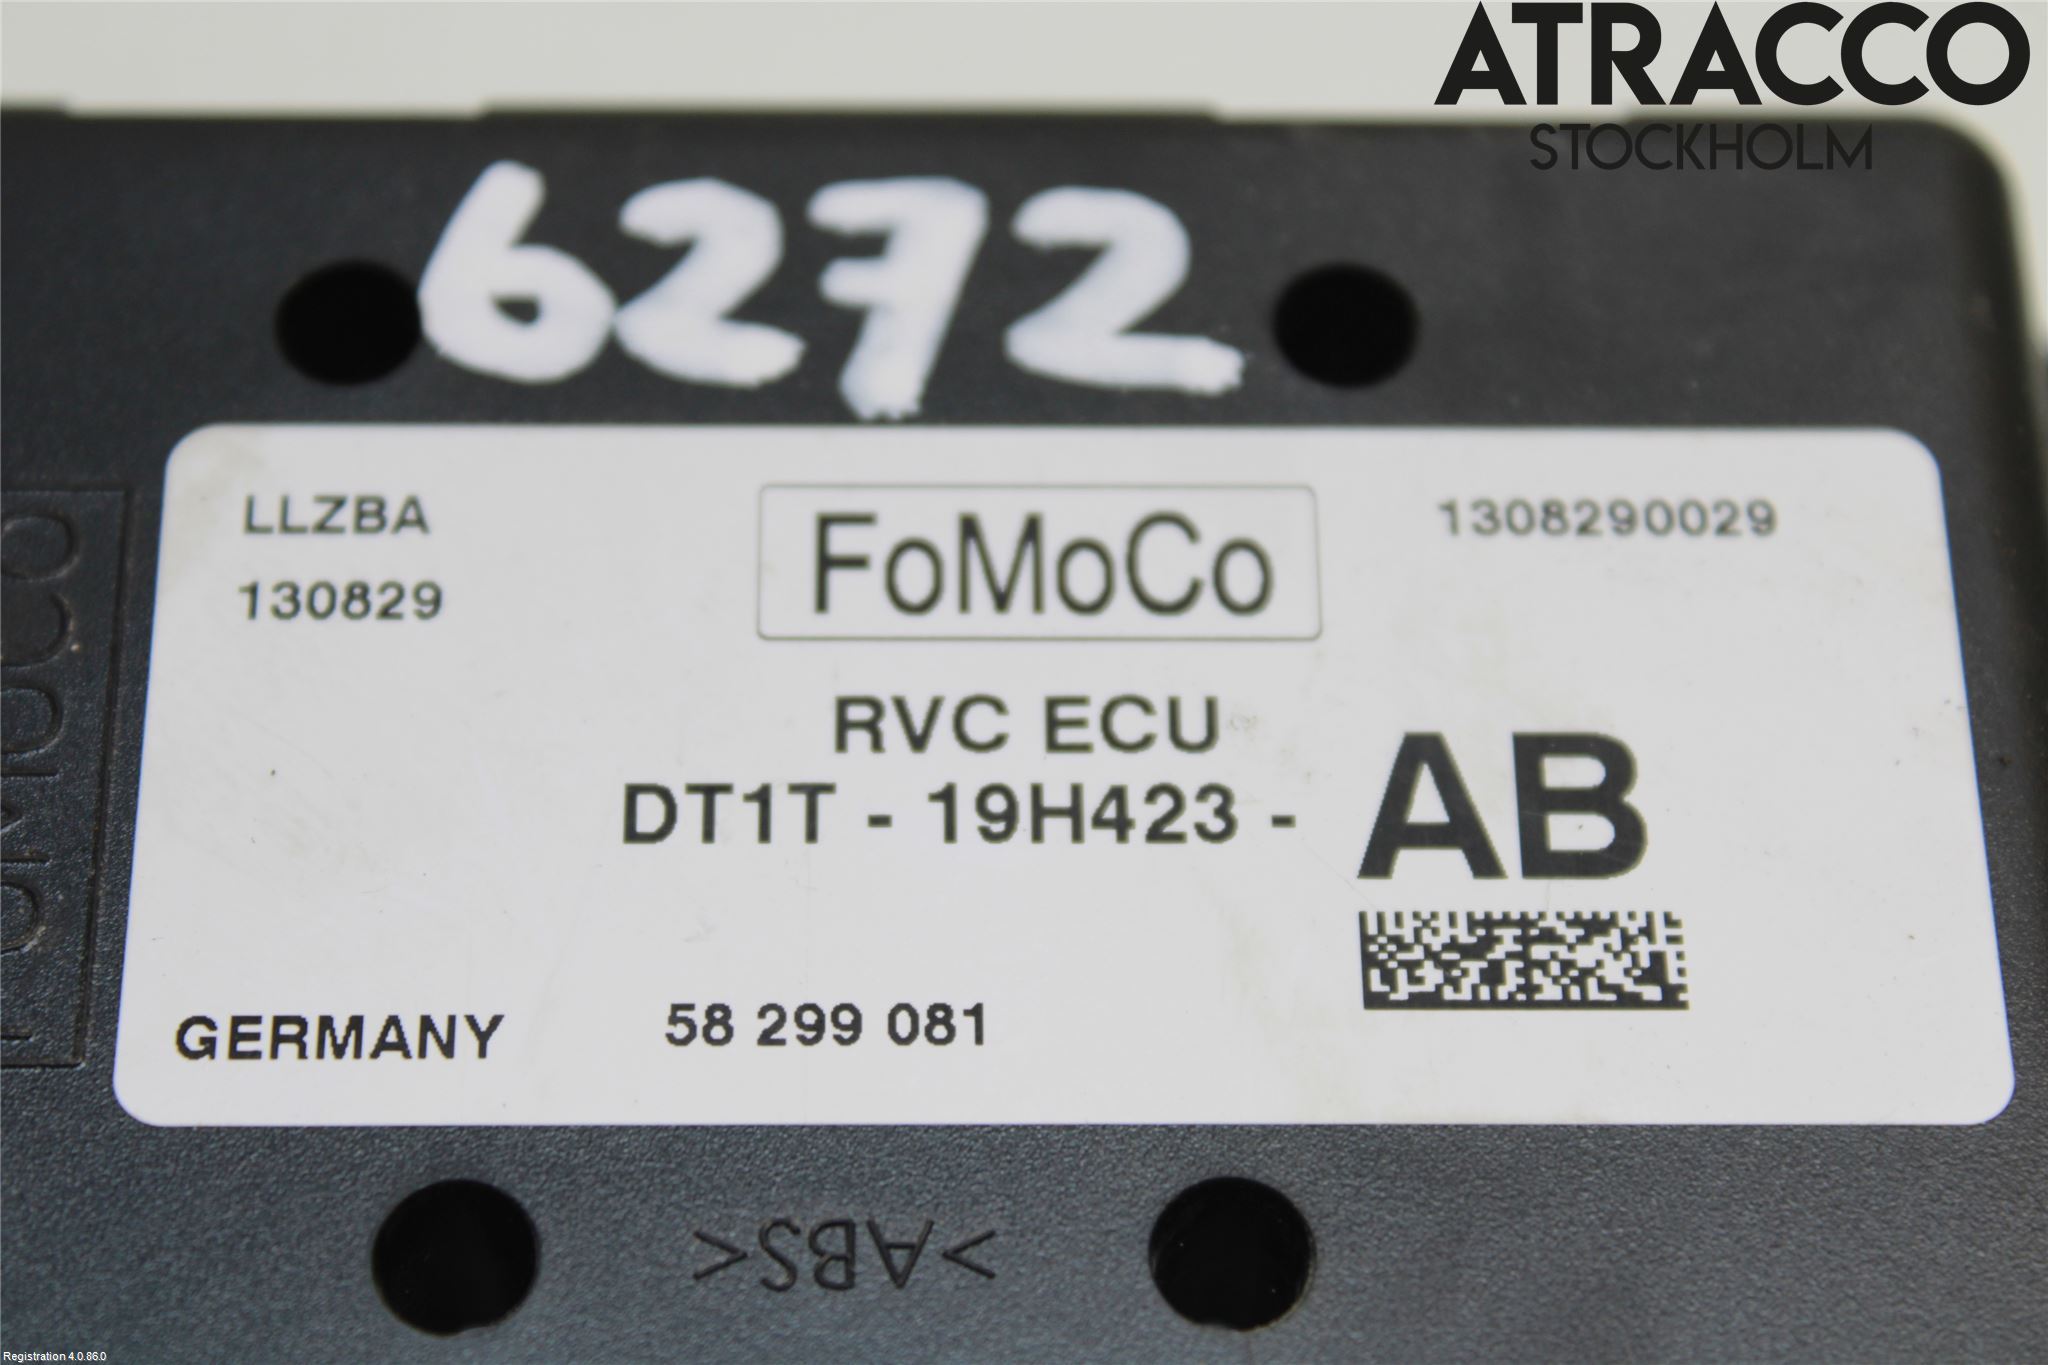 ATRACCO
STOCKHOLM
6272
LLZBA
130829
FoMoCo
1308290029
RVC ECU
DT1T - 19H423 - AB
GERMANY
58 299 081
>ABS<
FOMOCO
Registration 4.0.86.0